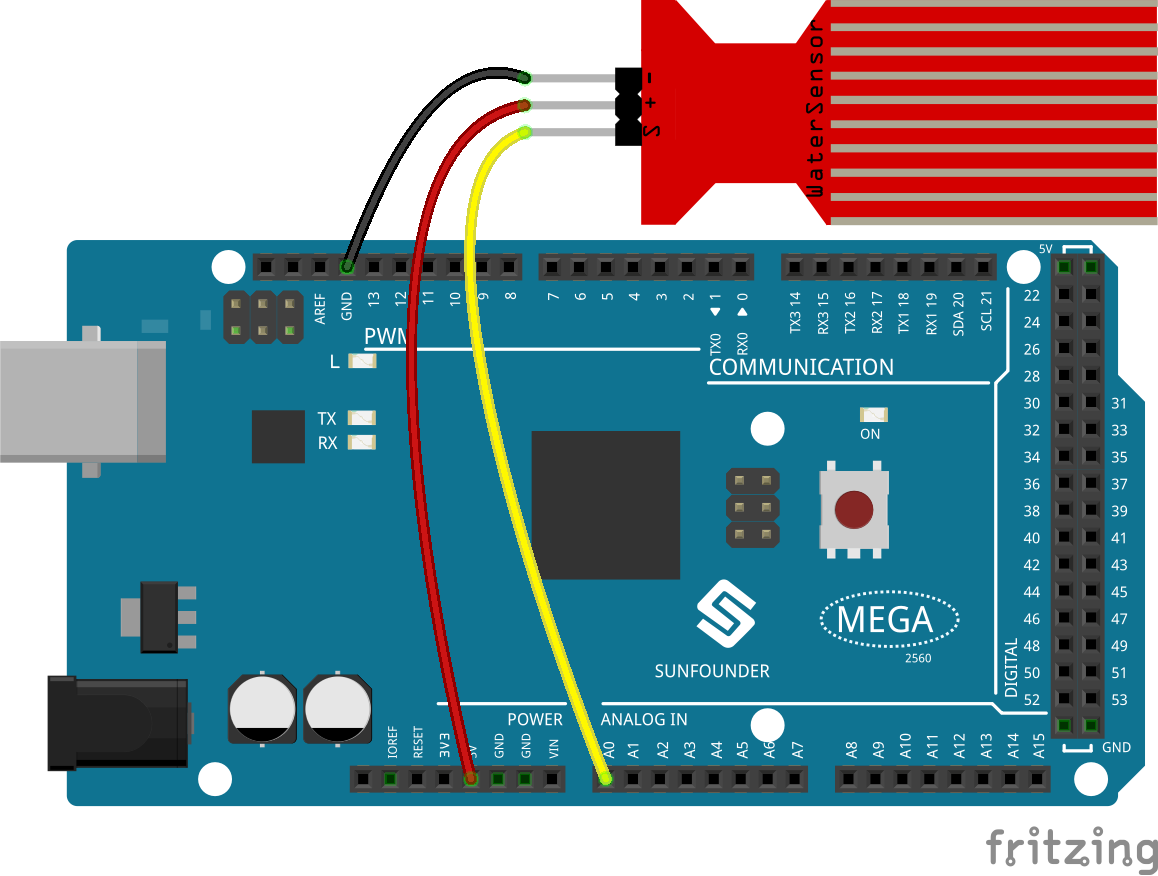 -
+
S
WaterSensor
5V
AREF
GND
13
12
11
10
9
8
7
6
5
4
3
2
TX0 ◀ 1
RX0 ▶ 0
TX3 14
RX3 15
TX2 16
RX2 17
TX1 18
RX1 19
SDA 20
SCL 21
22
24
26
28
30 31
32 33
34 35
36 37
38 39
40 41
42 43
44 45
46 47
48 49
50 51
52 53
GND
DIGITAL
PWM
COMMUNICATION
L
TX
RX
ON
MEGA
2560
SUNFOUNDER
POWER
ANALOG IN
IOREF
RESET
3V3
5V
GND
GND
VIN
A0
A1
A2
A3
A4
A5
A6
A7
A8
A9
A10
A11
A12
A13
A14
A15
fritzing